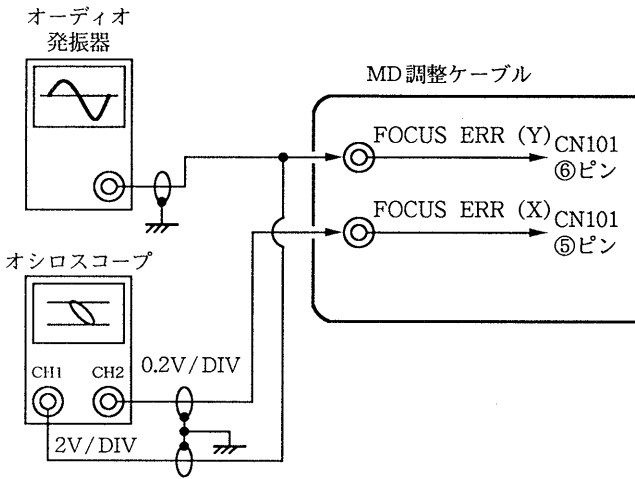 オーディオ
発振器
MD調整ケーブル
FOCUS ERR (Y)
CN101
⑥ピン
FOCUS ERR (X)
CN101
⑤ピン
オシロスコープ
CH1
CH2
0.2V/DIV
2V/DIV